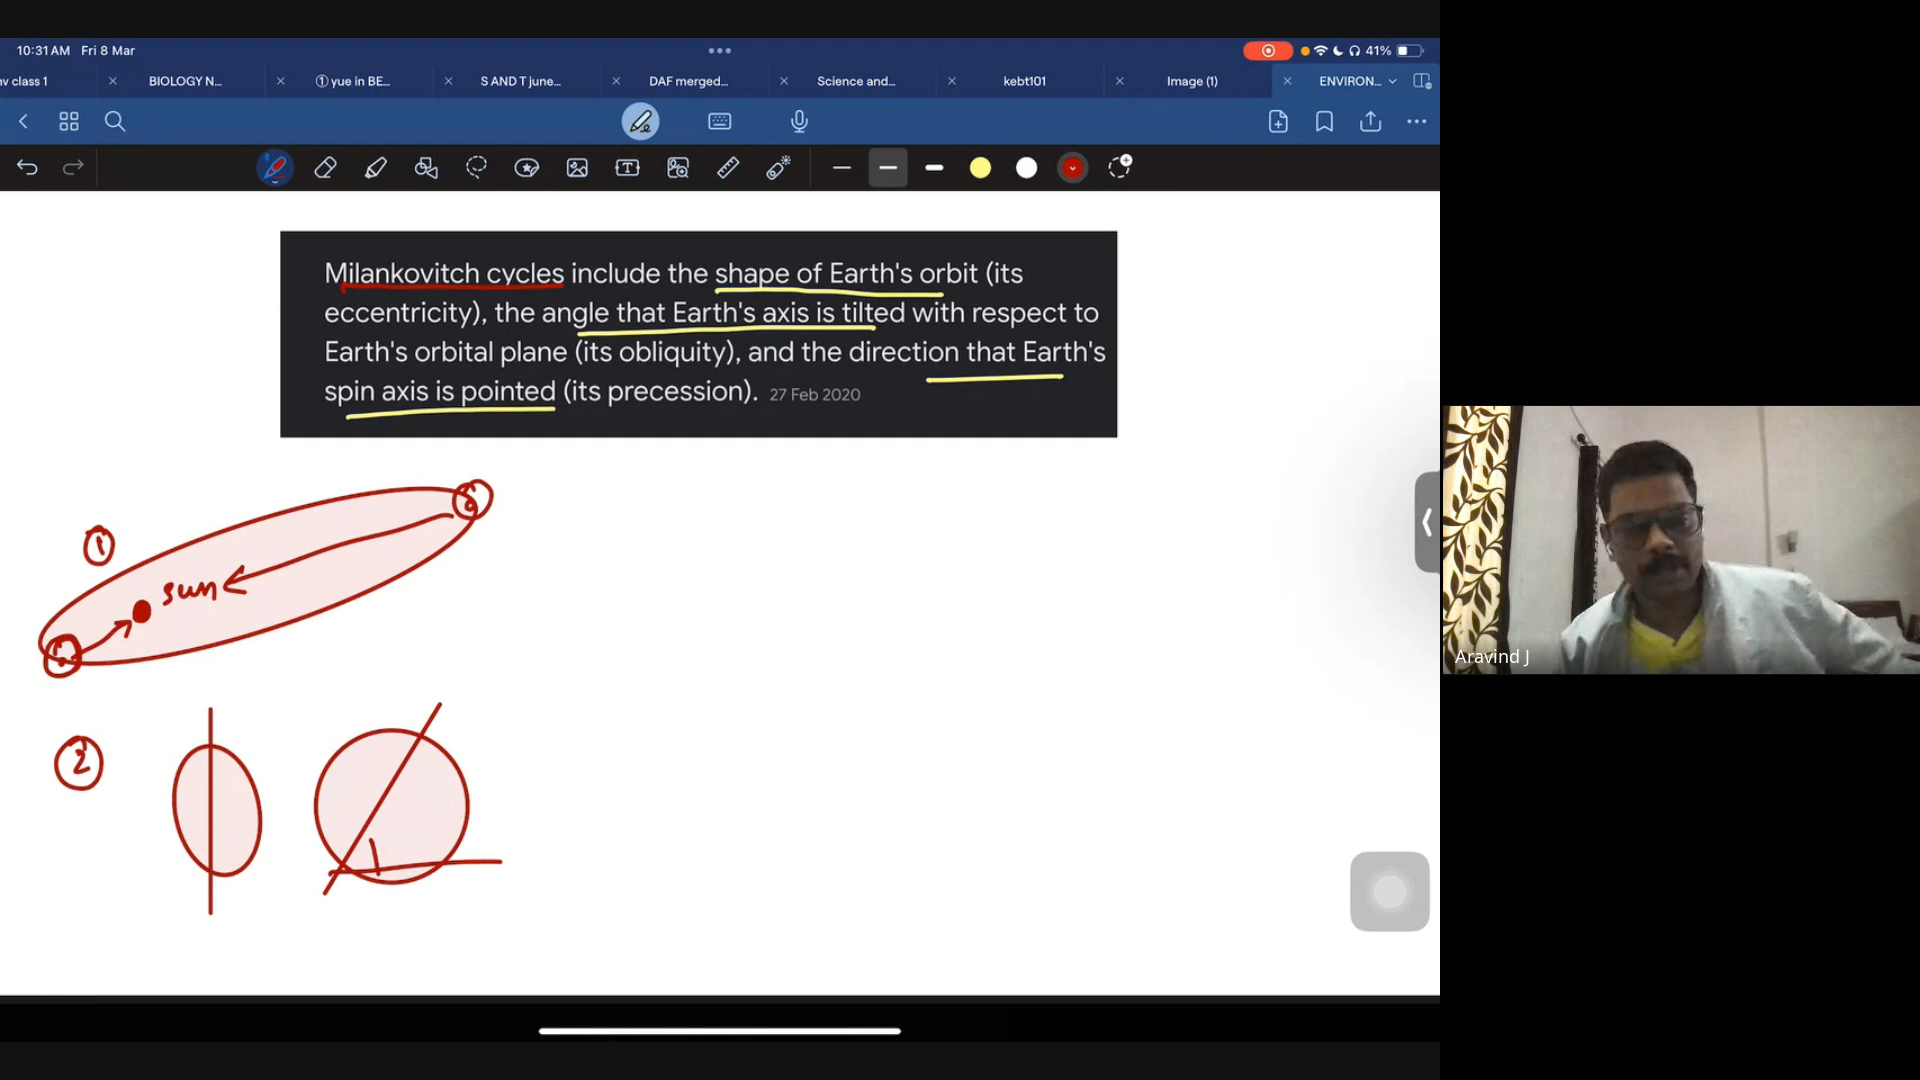 10:31 AM Fri 8 Mar
41%
nv class 1
BIOLOGY N...
① yue in BE...
S AND T june...
DAF merged...
Science and...
kebt101
Image (1)
ENVIRON...
Milankovitch cycles include the shape of Earth's orbit (its
eccentricity), the angle that Earth's axis is tilted with respect to
Earth's orbital plane (its obliquity), and the direction that Earth's
spin axis is pointed (its precession). 27 Feb 2020
①
sun
②
Aravind J